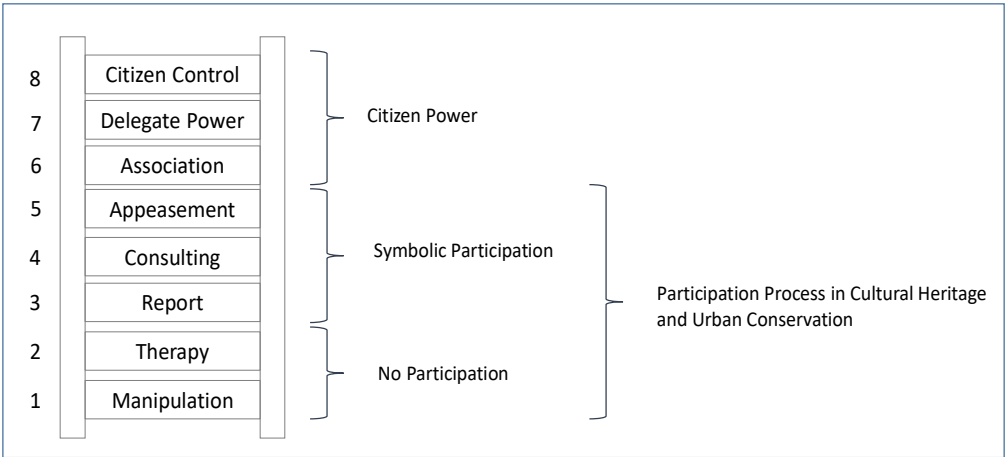 8 Citizen Control
7 Delegate Power
6 Association
5 Appeasement
4 Consulting
3 Report
2 Therapy
1 Manipulation
Citizen Power
Symbolic Participation
No Participation
Participation Process in Cultural Heritage
and Urban Conservation